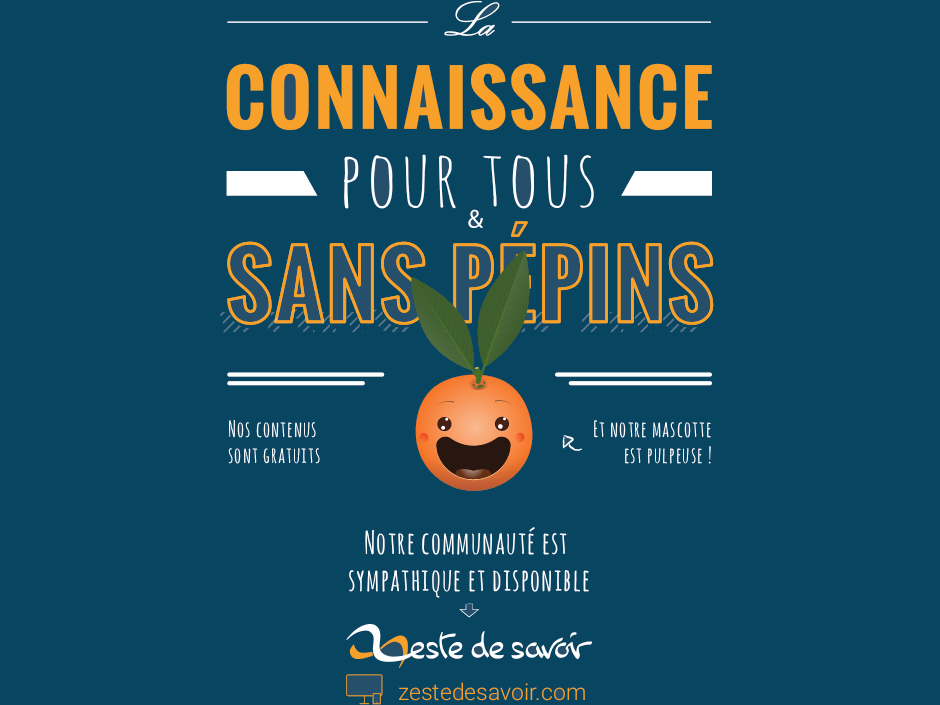 La
CONNAISSANCE
POUR TOUS
&
SANS PÉPINS
NOS CONTENUS
SONT GRATUITS
ET NOTRE MASCOTTE
EST PULPEUSE !
NOTRE COMMUNAUTÉ EST
SYMPATHIQUE ET DISPONIBLE
Zeste de savoir
zestedesavoir.com